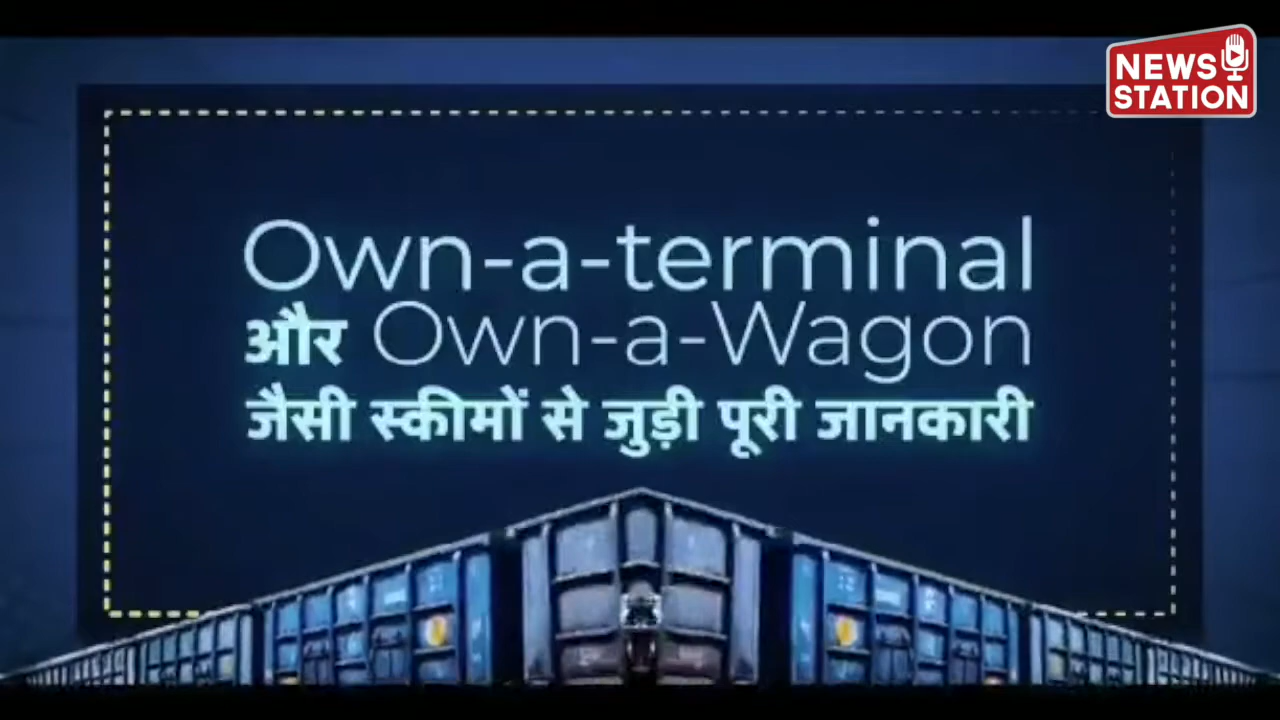 NEWS
STATION
Own-a-terminal
और Own-a-Wagon
जैसी स्कीमों से जुड़ी पूरी जानकारी